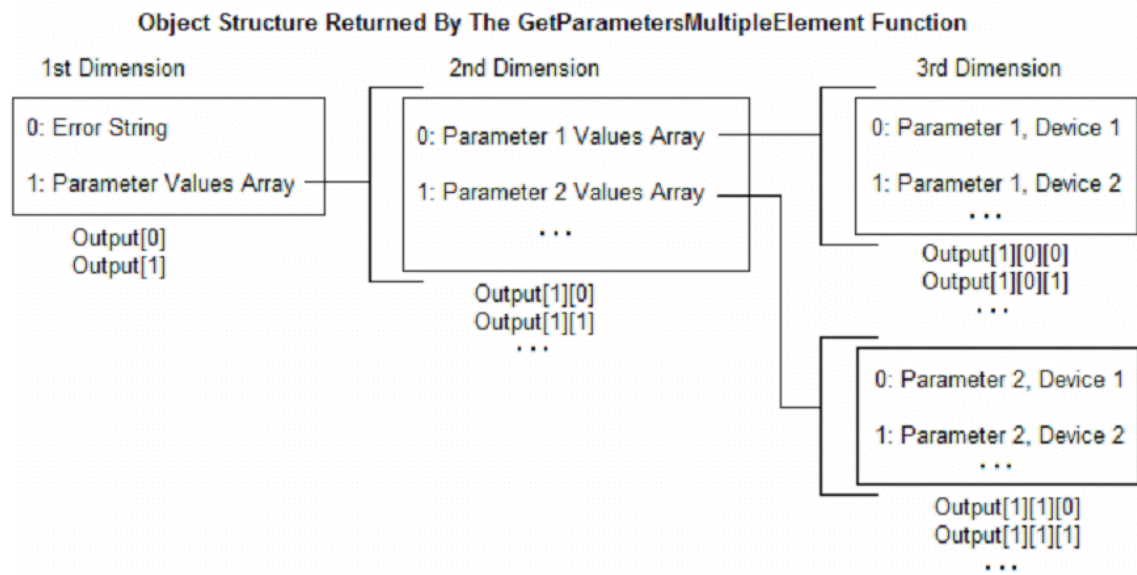 Object Structure Returned By The GetParametersMultipleElement Function
1st Dimension
0: Error String
1: Parameter Values Array
Output[0]
Output[1]
2nd Dimension
0: Parameter 1 Values Array
1: Parameter 2 Values Array
...
Output[1][0]
Output[1][1]
...
3rd Dimension
0: Parameter 1, Device 1
1: Parameter 1, Device 2
...
Output[1][0][0]
Output[1][0][1]
...
0: Parameter 2, Device 1
1: Parameter 2, Device 2
...
Output[1][1][0]
Output[1][1][1]
...